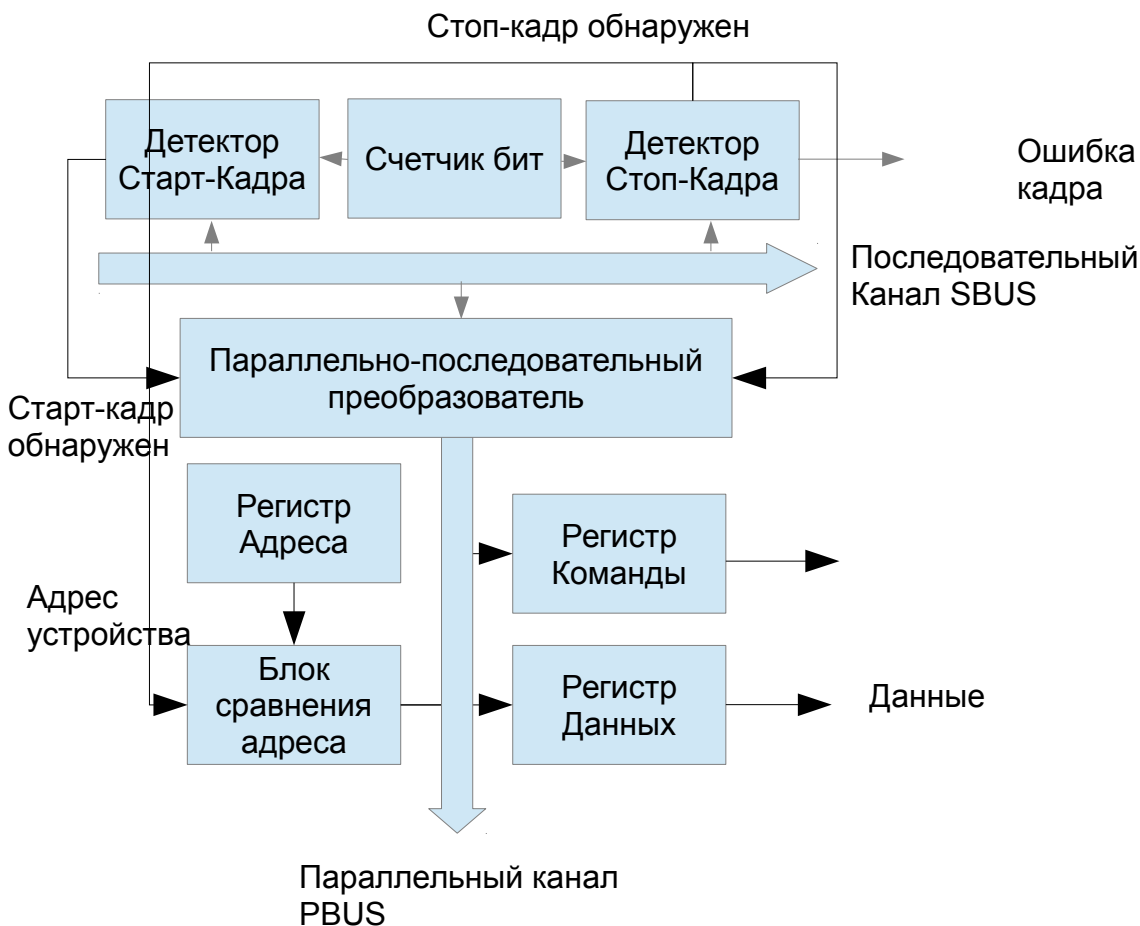 Стоп-кадр обнаружен
Детектор
Старт-Кадра
Счетчик бит
Детектор
Стоп-Кадра
Ошибка
кадра
Последовательный
Канал SBUS
Параллельно-последовательный
преобразователь
Старт-кадр
обнаружен
Регистр
Адреса
Регистр
Команды
Адрес
устройства
Блок
сравнения
адреса
Регистр
Данных
Данные
Параллельный канал
PBUS